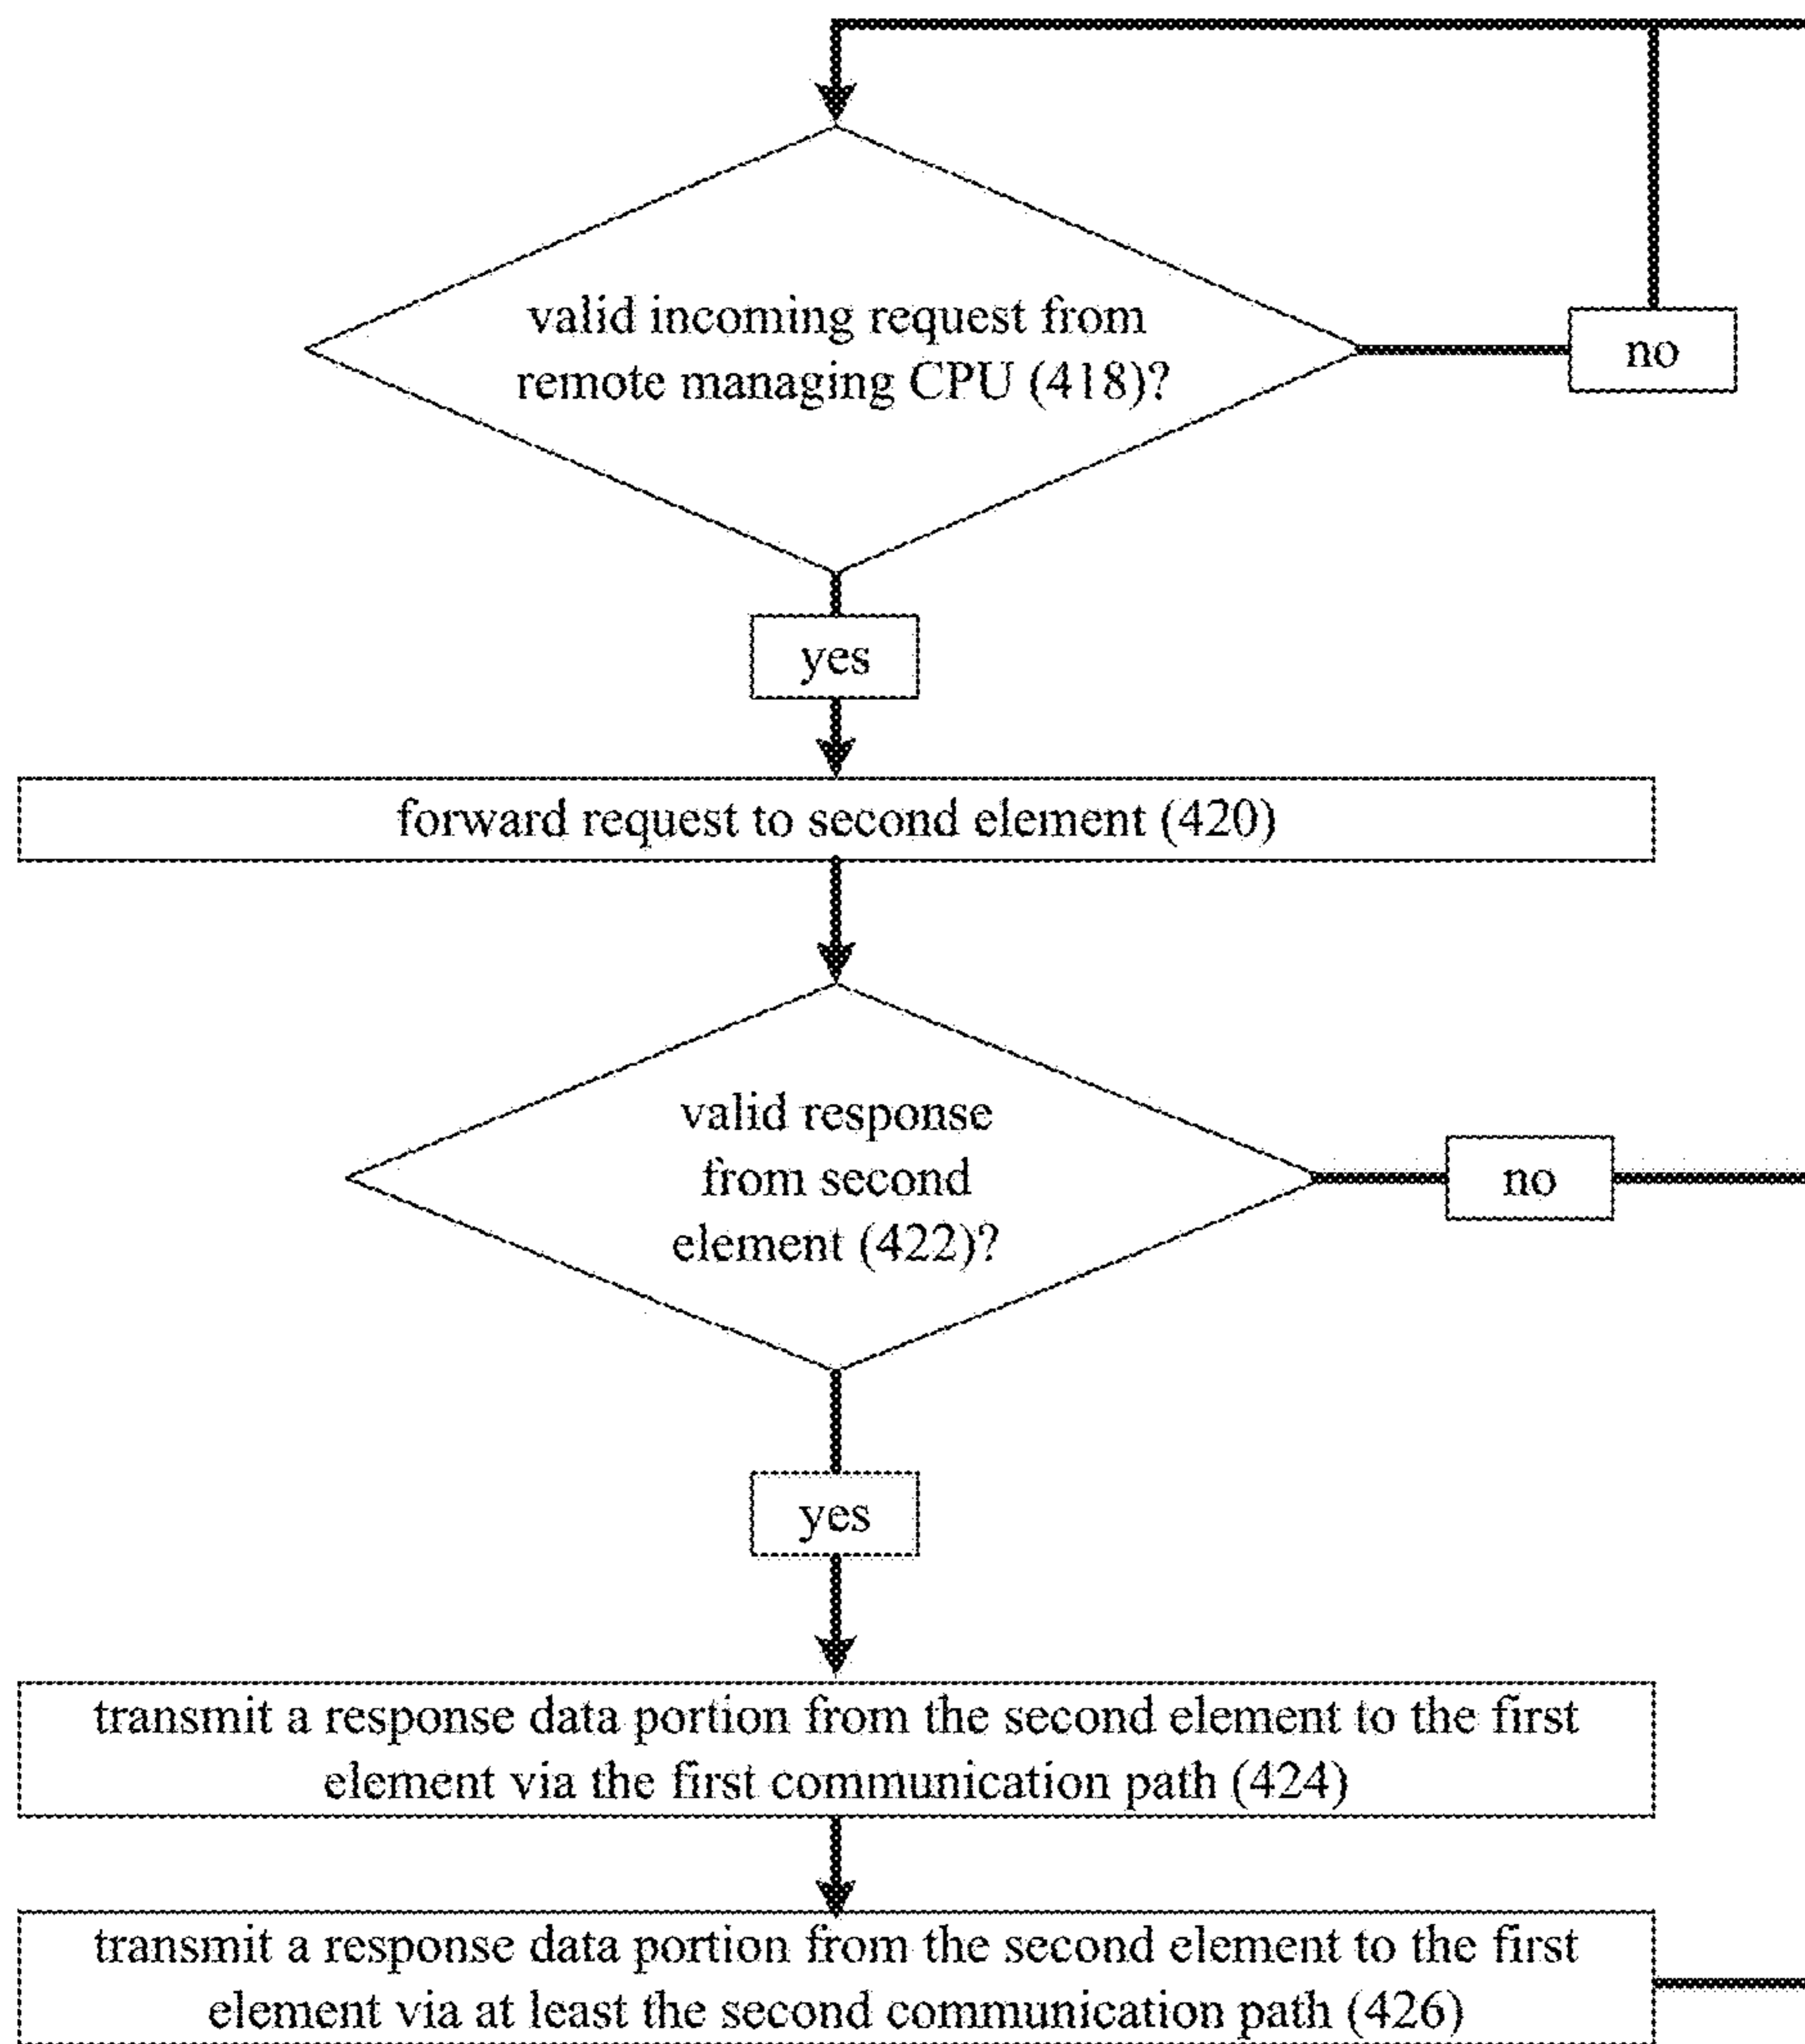 valid incoming request from
remote managing CPU (418)?
no
yes
forward request to second element (420)
valid response
from second
element (422)?
no
yes
transmit a response data portion from the second element to the first
element via the first communication path (424)
transmit a response data portion from the second element to the first
element via at least the second communication path (426)